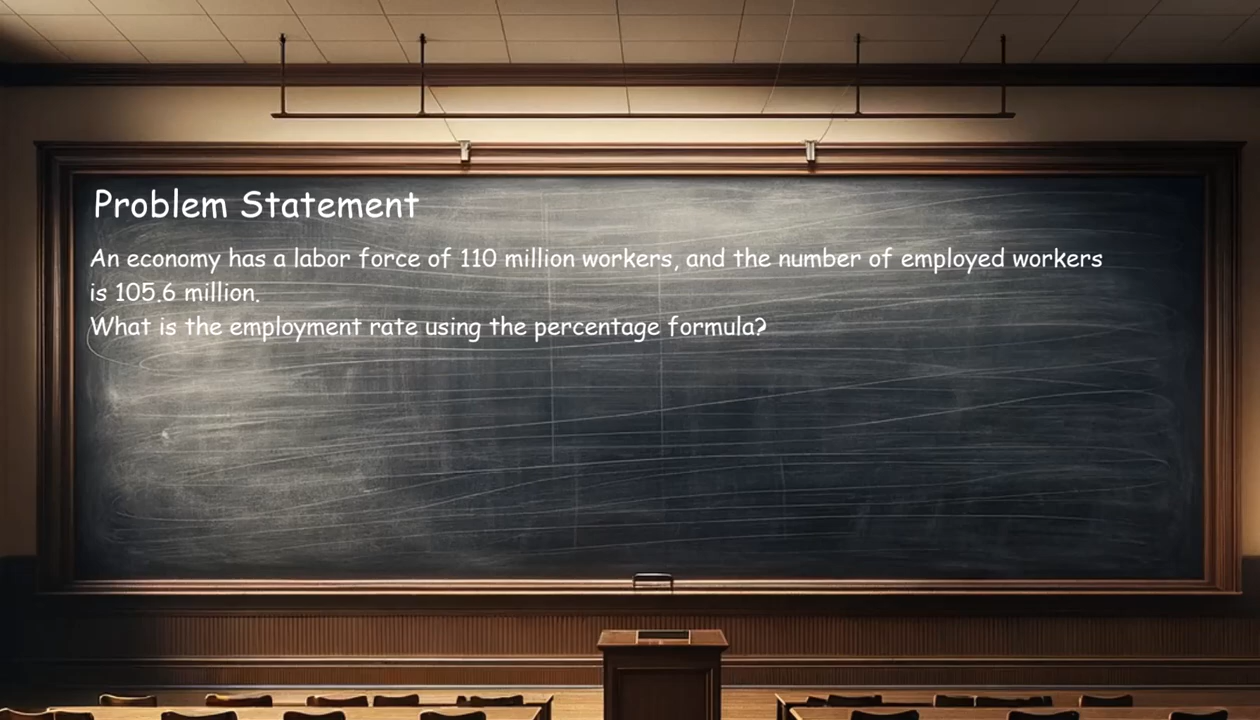 Problem Statement
An economy has a labor force of 110 million workers, and the number of employed workers
is 105.6 million.
What is the employment rate using the percentage formula?